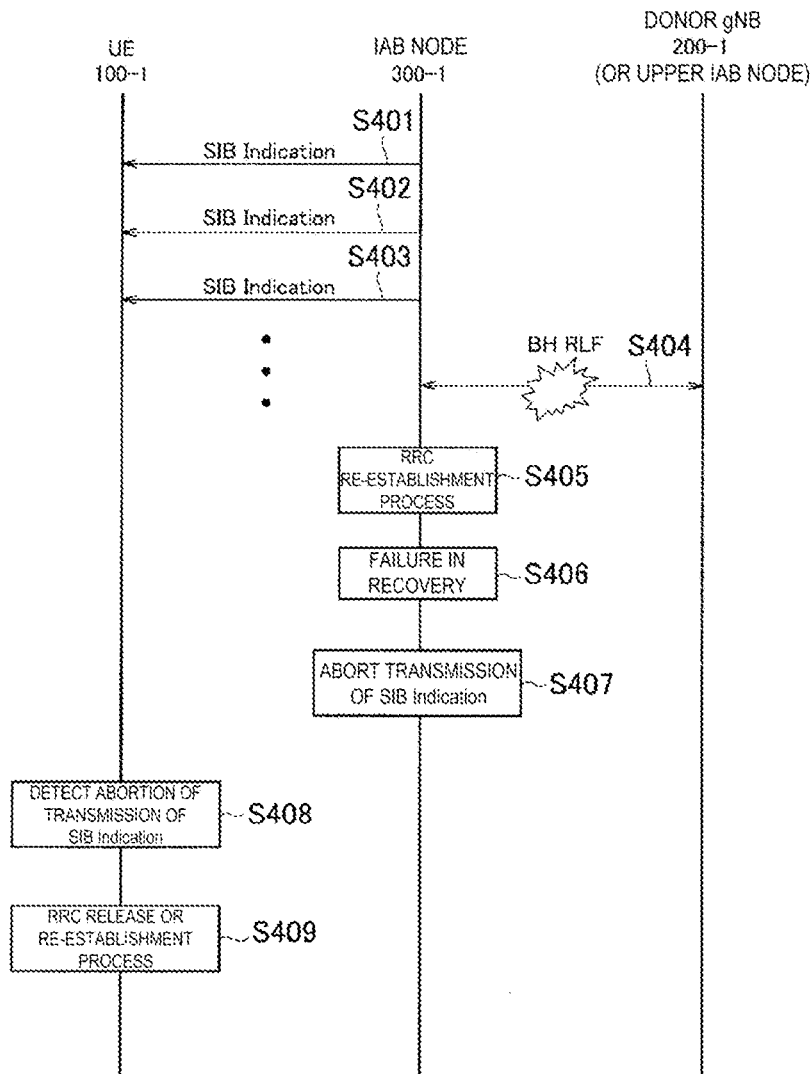 UE
100-1
IAB NODE
300-1
DONOR gNB
200-1
(OR UPPER IAB NODE)
S401
SIB Indication
S402
SIB Indication
S403
SIB Indication
BH RLF
S404
RRC
RE-ESTABLISHMENT
PROCESS
S405
FAILURE IN
RECOVERY
S406
ABORT TRANSMISSION
OF SIB Indication
S407
DETECT ABORTION OF
TRANSMISSION OF
SIB Indication
S408
RRC RELEASE OR
RE-ESTABLISHMENT
PROCESS
S409